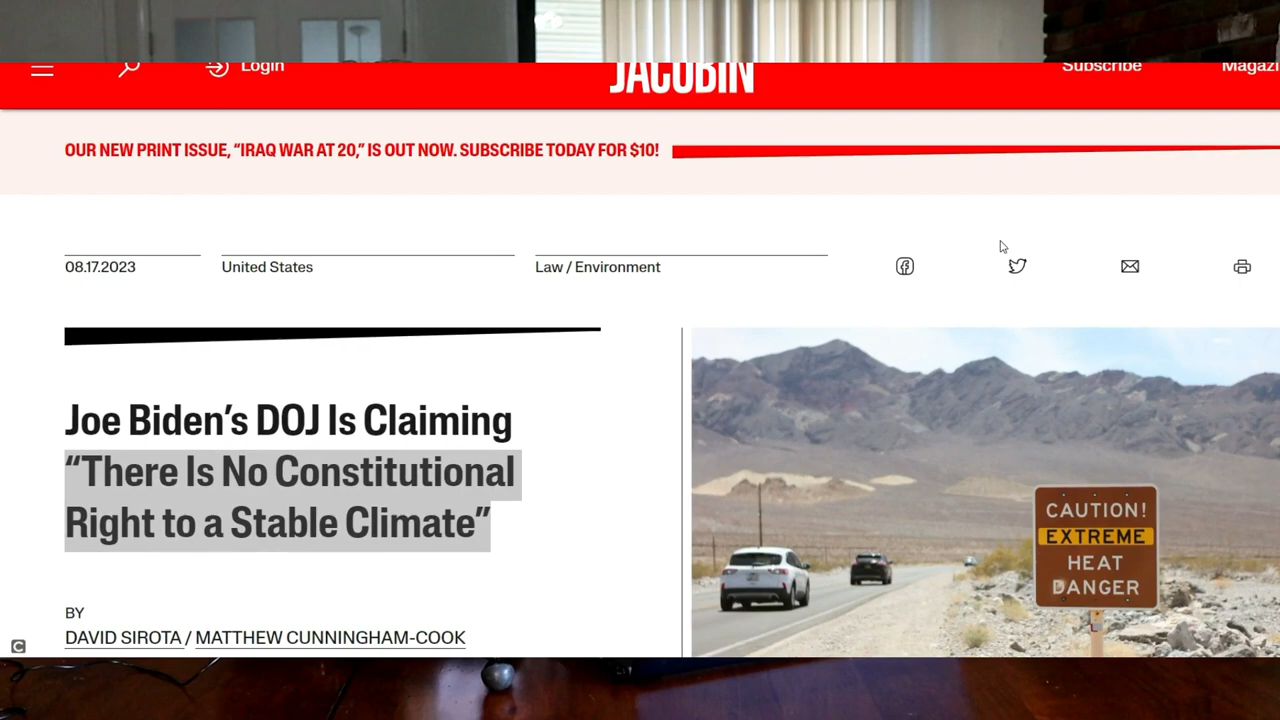 Login
JACOBIN
Subscribe
Magazi
OUR NEW PRINT ISSUE, “IRAQ WAR AT 20,” IS OUT NOW. SUBSCRIBE TODAY FOR $10!
08.17.2023
United States
Law / Environment
Joe Biden’s DOJ Is Claiming
“There Is No Constitutional
Right to a Stable Climate”
BY
DAVID SIROTA / MATTHEW CUNNINGHAM-COOK
CAUTION!
EXTREME
HEAT
DANGER
C